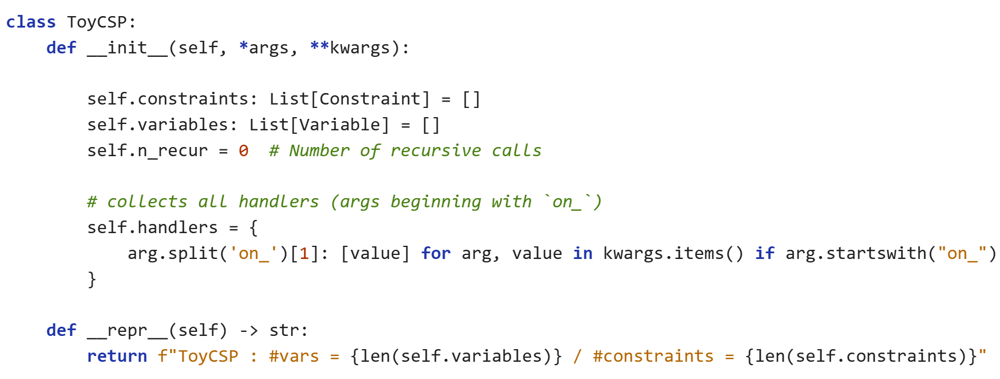 class ToyCSP:
    def __init__(self, *args, **kwargs):

        self.constraints: List[Constraint] = []
        self.variables: List[Variable] = []
        self.n_recur = 0  # Number of recursive calls

        # collects all handlers (args beginning with `on_`)
        self.handlers = {
            arg.split('on_')[1]: [value] for arg, value in kwargs.items() if arg.startswith("on_")
        }

    def __repr__(self) -> str:
        return f"ToyCSP : #vars = {len(self.variables)} / #constraints = {len(self.constraints)}"